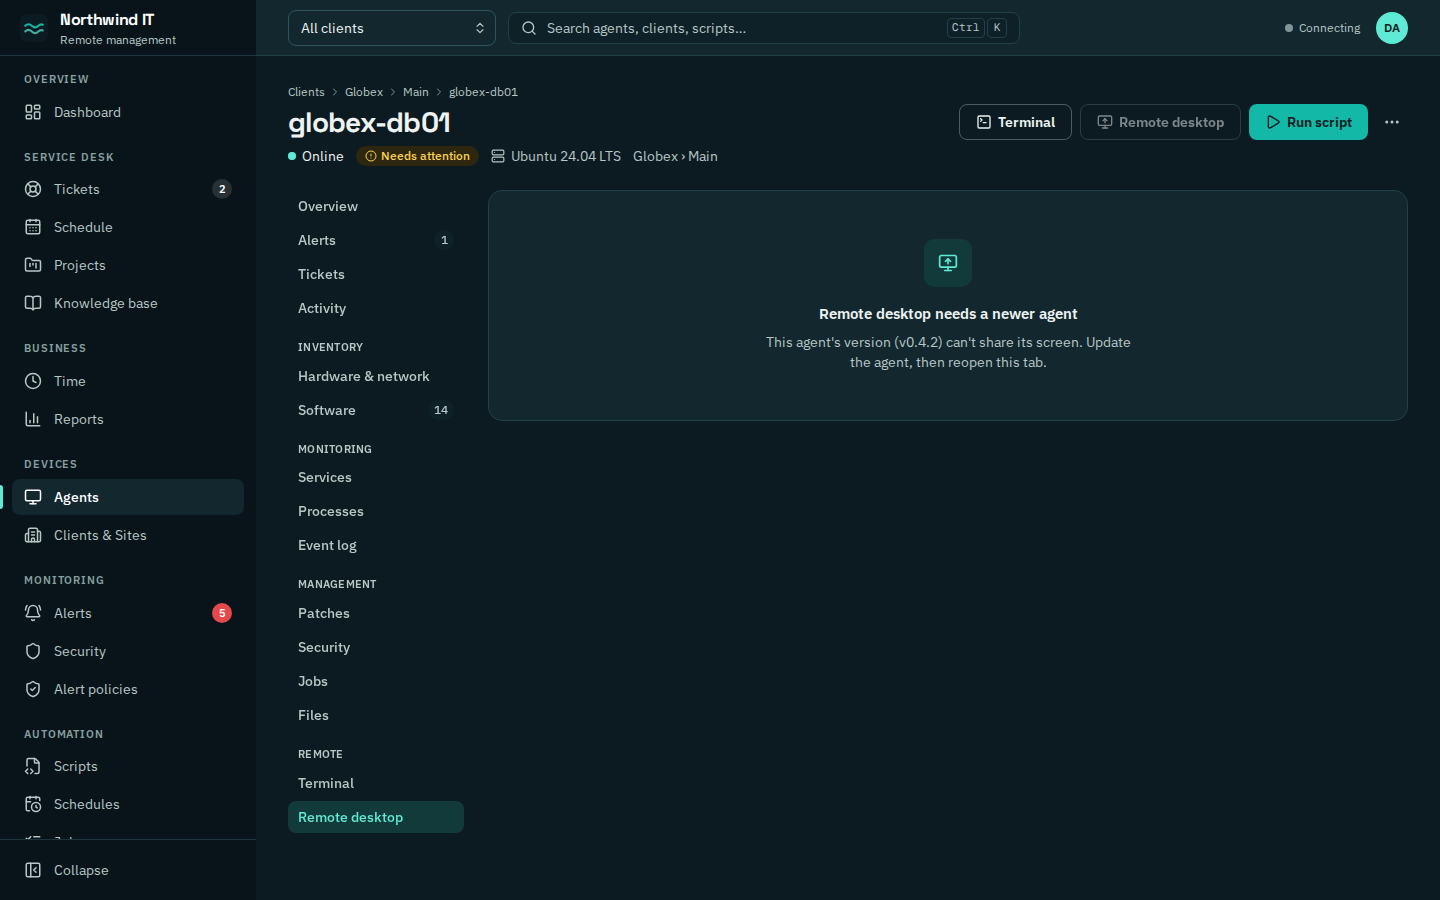 Northwind IT
Remote management
All clients
Search agents, clients, scripts...
Ctrl K
Connecting
DA
OVERVIEW
Dashboard
SERVICE DESK
Tickets 2
Schedule
Projects
Knowledge base
BUSINESS
Time
Reports
DEVICES
Agents
Clients & Sites
MONITORING
Alerts 5
Security
Alert policies
AUTOMATION
Scripts
Schedules
Collapse
Clients > Globex > Main > globex-db01
globex-db01
Terminal
Remote desktop
Run script
Online
Needs attention
Ubuntu 24.04 LTS
Globex › Main
Overview
Alerts 1
Tickets
Activity
INVENTORY
Hardware & network
Software 14
MONITORING
Services
Processes
Event log
MANAGEMENT
Patches
Security
Jobs
Files
REMOTE
Terminal
Remote desktop
Remote desktop needs a newer agent
This agent's version (v0.4.2) can't share its screen. Update
the agent, then reopen this tab.